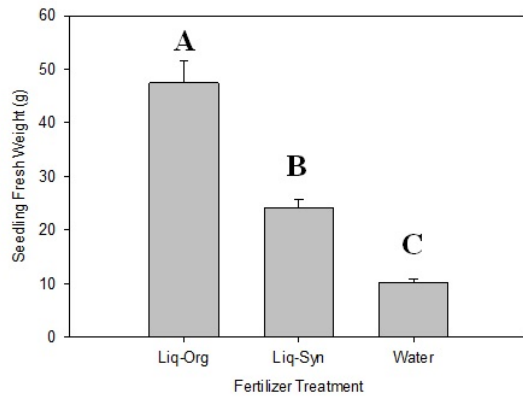 60
50
40
30
20
10
0
Seedling Fresh Weight (g)
A
B
C
Liq-Org Liq-Syn Water
Fertilizer Treatment